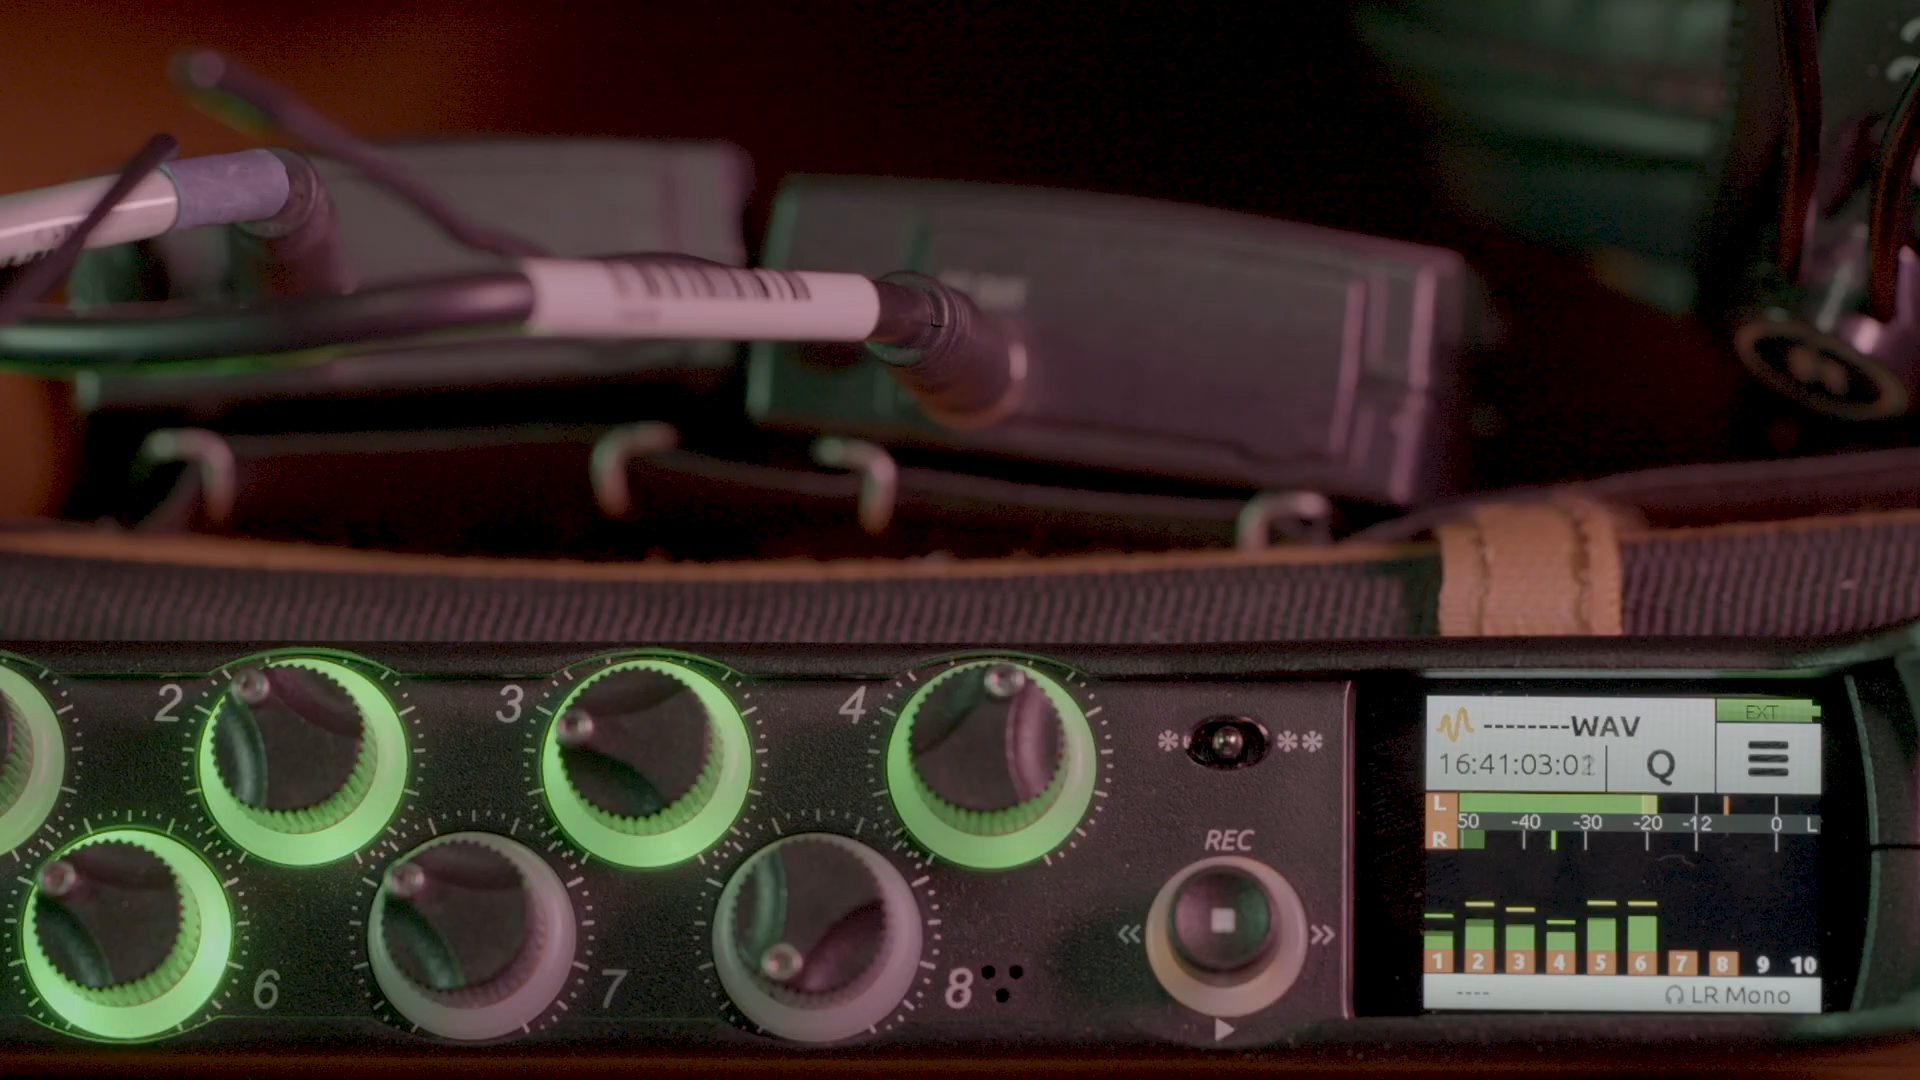 2
3
4
6
7
8
* **
REC
« »
--------WAV
EXT
16:41:03:0
Q
L
R
50 -40 -30 -20 -12 0 L
1 2 3 4 5 6 7 8 9 10
----
LR Mono